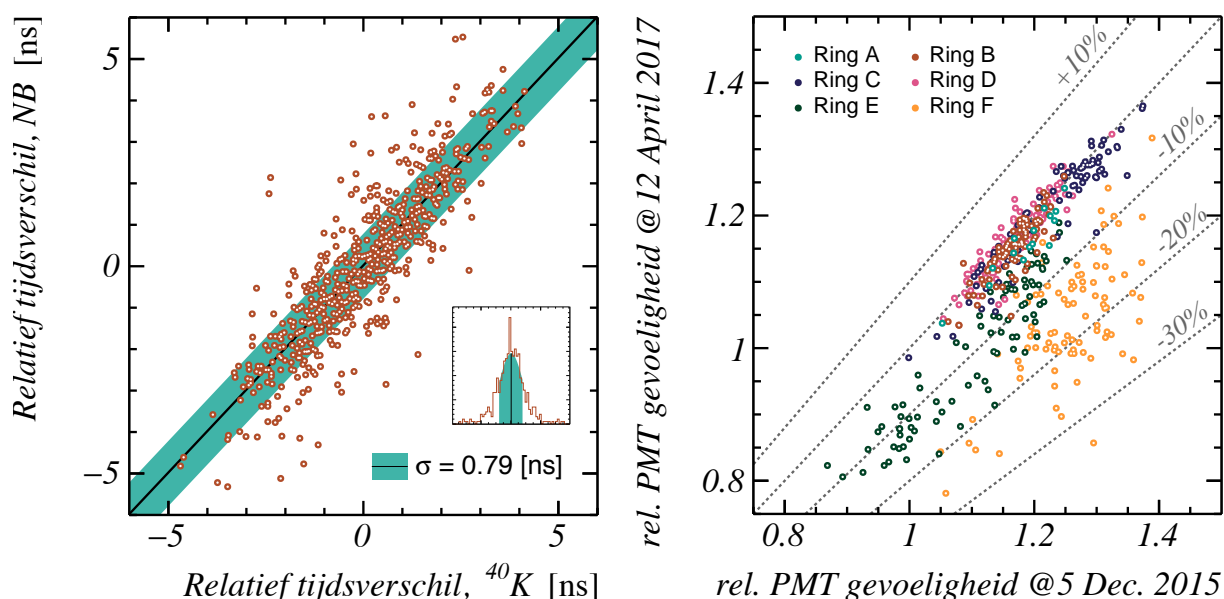 Relatief tijdsverschil, NB [ns]
5
0
−5
−5
0
5
Relatief tijdsverschil, ⁴⁰K [ns]
σ = 0.79 [ns]
rel. PMT gevoeligheid @12 April 2017
1.4
1.2
1
0.8
0.8
1
1.2
1.4
rel. PMT gevoeligheid @5 Dec. 2015
Ring A
Ring B
Ring C
Ring D
Ring E
Ring F
+10%
-10%
-20%
-30%